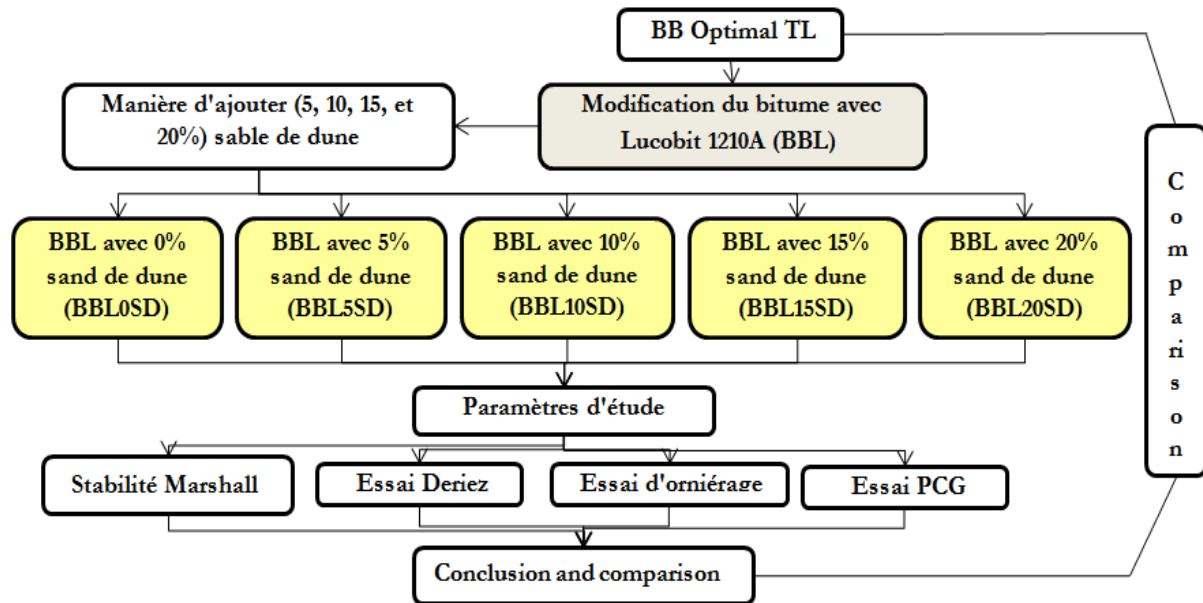 BB Optimal TL
Manière d'ajouter (5, 10, 15, et
20%) sable de dune
Modification du bitume avec
Lucobit 1210A (BBL)
BBL avec 0%
sand de dune
(BBL0SD)
BBL avec 5%
sand de dune
(BBL5SD)
BBL avec 10%
sand de dune
(BBL10SD)
BBL avec 15%
sand de dune
(BBL15SD)
BBL avec 20%
sand de dune
(BBL20SD)
Paramètres d'étude
Stabilité Marshall
Essai Deriez
Essai d'orniérage
Essai PCG
Conclusion and comparison
Comparison